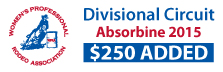 WOMEN'S PROFESSIONAL
RODEO ASSOCIATION
Divisional Circuit
Absorbine 2015
$250 ADDED